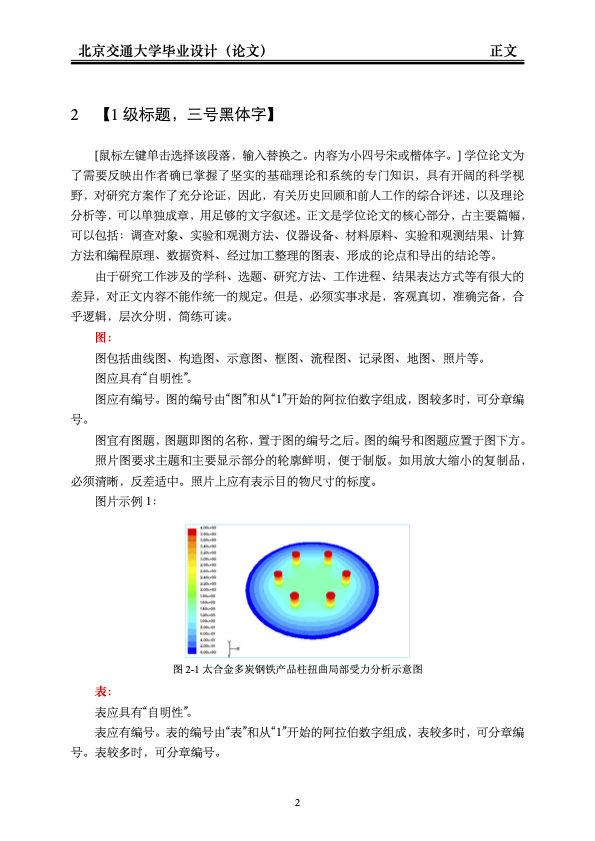 北京交通大学毕业设计（论文） 正文
2 【1 级标题，三号黑体字】
[鼠标左键单击选择该段落，输入替换之。内容为小四号宋或楷体字。] 学位论文为
了需要反映出作者确已掌握了坚实的基础理论和系统的专门知识，具有开阔的科学视
野，对研究方案作了充分论证，因此，有关历史回顾和前人工作的综合评述，以及理论
分析等，可以单独成章，用足够的文字叙述。正文是学位论文的核心部分，占主要篇幅，
可以包括：调查对象、实验和观测方法、仪器设备、材料原料、实验和观测结果、计算
方法和编程原理、数据资料、经过加工整理的图表、形成的论点和导出的结论等。
由于研究工作涉及的学科、选题、研究方法、工作进程、结果表达方式等有很大的
差异，对正文内容不能作统一的规定。但是，必须实事求是，客观真切，准确完备，合
乎逻辑，层次分明，简练可读。
图：
图包括曲线图、构造图、示意图、框图、流程图、记录图、地图、照片等。
图应具有“自明性”。
图应有编号。图的编号由“图”和从“1”开始的阿拉伯数字组成，图较多时，可分章编
号。
图宜有图题，图题即图的名称，置于图的编号之后。图的编号和图题应置于图下方。
照片图要求主题和主要显示部分的轮廓鲜明，便于制版。如用放大缩小的复制品，
必须清晰，反差适中。照片上应有表示目的物尺寸的标度。
图片示例 1：
图 2-1 太合金多炭钢铁产品柱扭曲局部受力分析示意图
表：
表应具有“自明性”。
表应有编号。表的编号由“表”和从“1”开始的阿拉伯数字组成，表较多时，可分章编
号。表较多时，可分章编号。
2